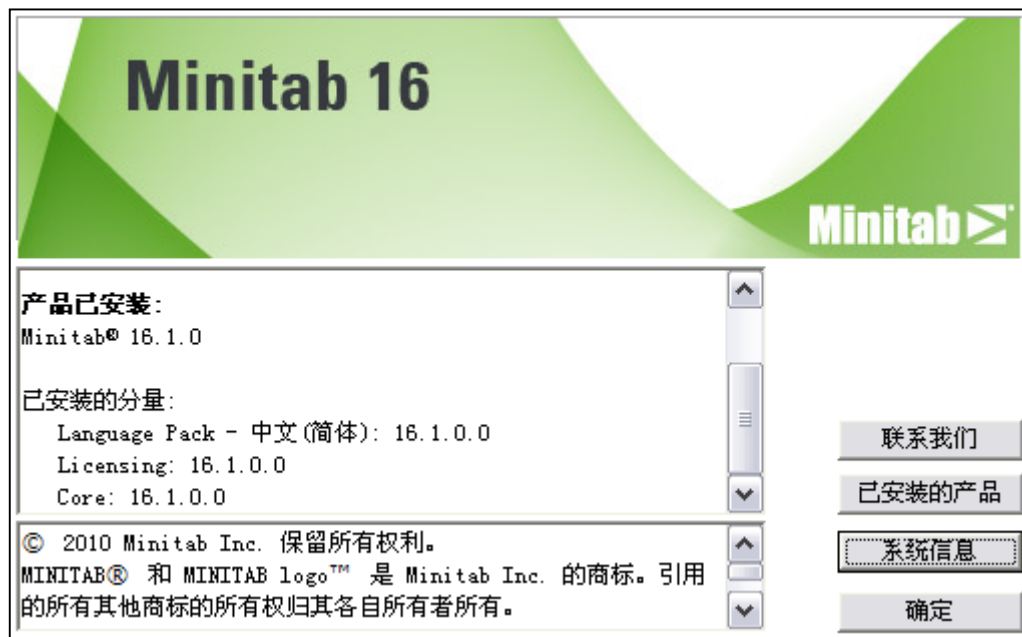 Minitab 16
Minitab
产品已安装:
Minitab® 16.1.0
已安装的分量:
Language Pack - 中文(简体): 16.1.0.0
Licensing: 16.1.0.0
Core: 16.1.0.0
© 2010 Minitab Inc. 保留所有权利。
MINITAB® 和 MINITAB logo™ 是 Minitab Inc. 的商标。引用
的所有其他商标的所有权归其各自所有者所有。
联系我们
已安装的产品
系统信息
确定